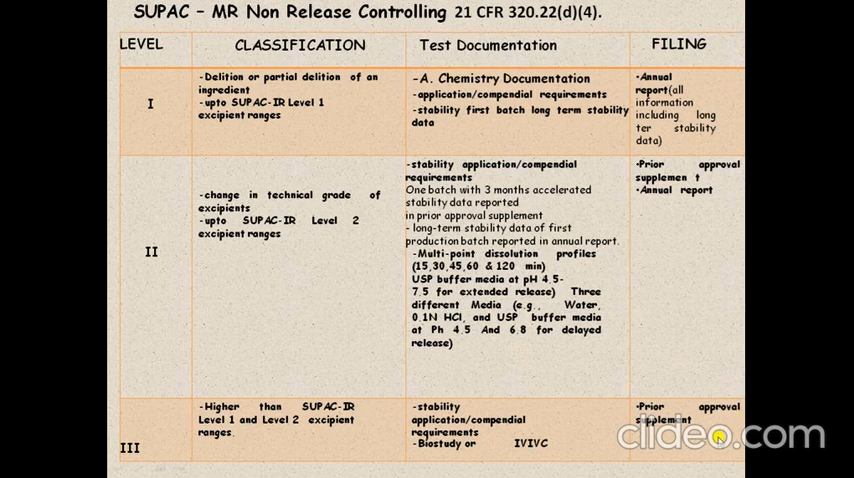 SUPAC – MR Non Release Controlling 21 CFR 320.22(d)(4).
LEVEL
CLASSIFICATION
Test Documentation
FILING
I
-Delition or partial delition of an
ingredient
-upto SUPAC-IR Level 1
excipient ranges
-A. Chemistry Documentation
-application/compendial requirements
-stability first batch long term stability
data
•Annual
report(all
information
including long
ter stability
data)
II
-change in technical grade of
excipients
-upto SUPAC-IR Level 2
excipient ranges
-stability application/compendial
requirements
One batch with 3 months accelerated
stability data reported
in prior approval supplement
- long-term stability data of first
production batch reported in annual report.
-Multi-point dissolution profiles
(15,30,45,60 & 120 min)
USP buffer media at pH 4.5-
7.5 for extended release) Three
different Media (e.g., Water,
0.1N HCl, and USP buffer media
at Ph 4.5 And 6.8 for delayed
release)
•Prior approval
supplemen t
•Annual report
III
-Higher than SUPAC-IR
Level 1 and Level 2 excipient
ranges.
-stability
application/compendial
requirements
-Biostudy or IVIVC
•Prior approval
supplement
clideo.com